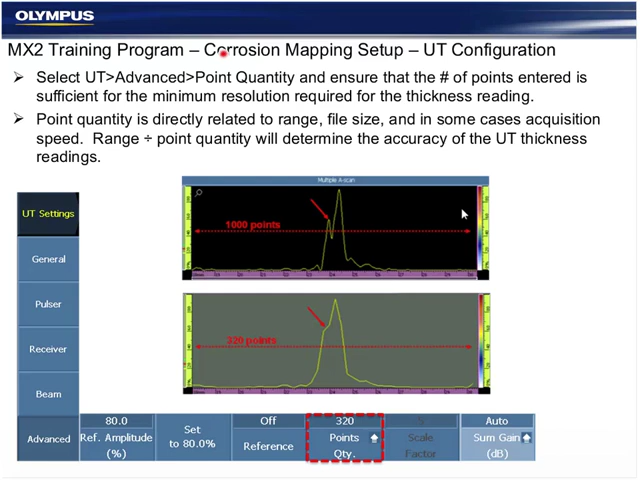 OLYMPUS
MX2 Training Program – Corrosion Mapping Setup – UT Configuration
Select UT>Advanced>Point Quantity and ensure that the # of points entered is
sufficient for the minimum resolution required for the thickness reading.
Point quantity is directly related to range, file size, and in some cases acquisition
speed. Range ÷ point quantity will determine the accuracy of the UT thickness
readings.
Multiple A-scan
1000 points
320 points
UT Settings
General
Pulser
Receiver
Beam
Advanced
80.0
Ref. Amplitude
(%)
Set
to 80.0%
Off
Reference
320
Points
Qty.
Scale
Factor
Auto
Sum Gain
(dB)